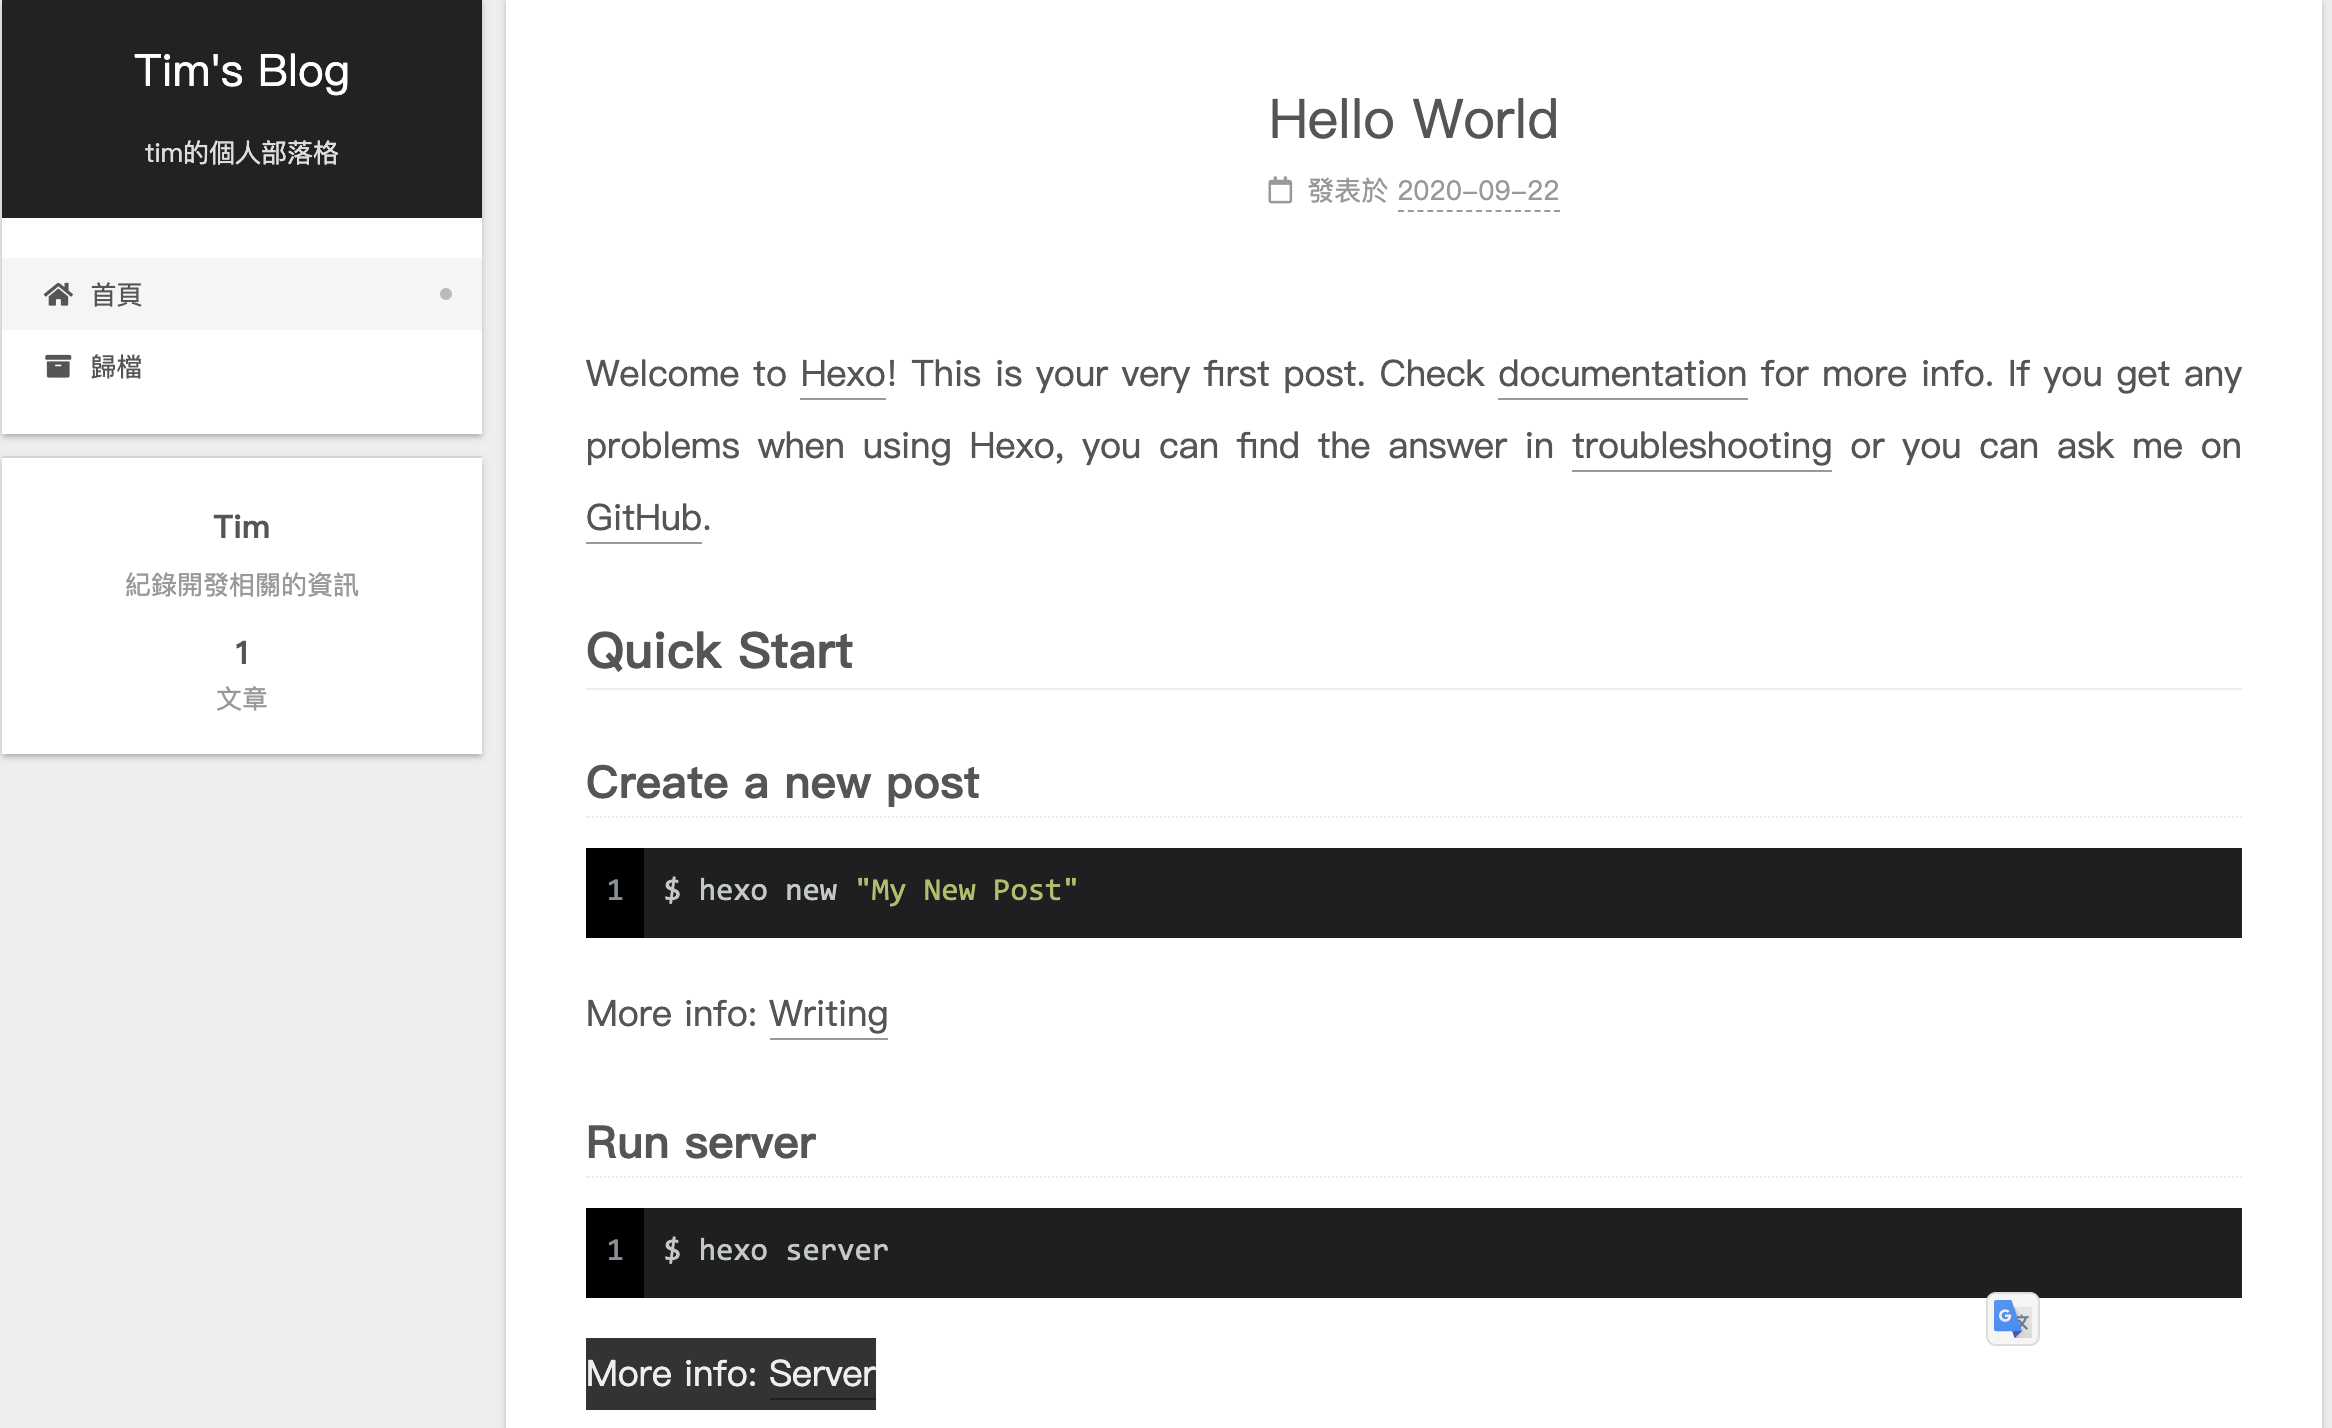 Tim's Blog
tim的個人部落格
首頁
歸檔
Tim
紀錄開發相關的資訊
1
文章
Hello World
發表於 2020-09-22
Welcome to Hexo! This is your very first post. Check documentation for more info. If you get any
problems when using Hexo, you can find the answer in troubleshooting or you can ask me on
GitHub.
Quick Start
Create a new post
1 $ hexo new "My New Post"
More info: Writing
Run server
1 $ hexo server
More info: Server